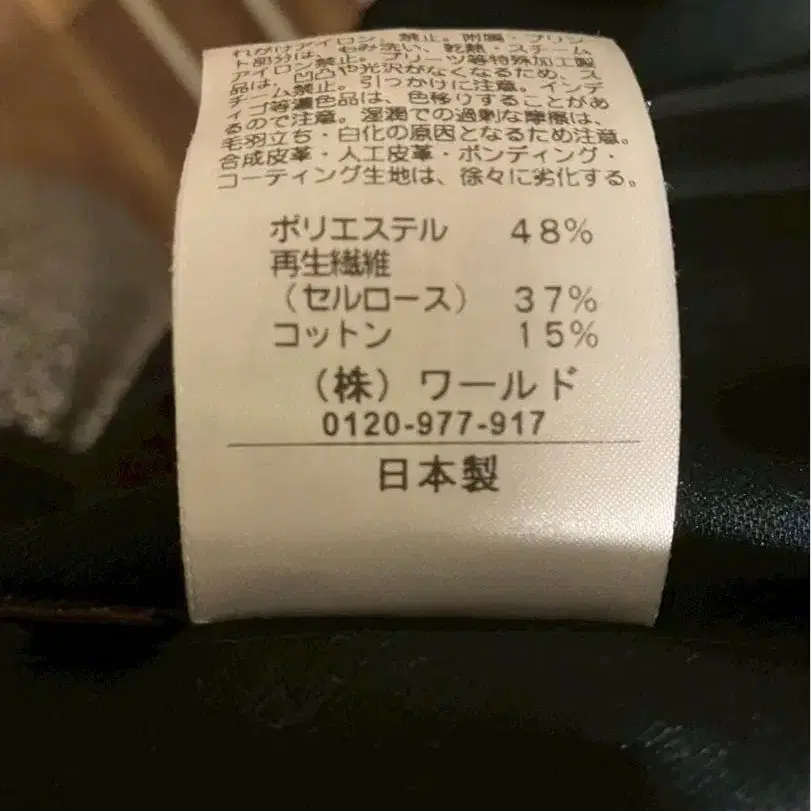 れがけアイロン、禁止。附属・プリン
ト部分は、もみ洗い、乾熱・スチーム
アイロン禁止。プリーツ等特殊加工製
品は、凹凸や光沢がなくなるため、ス
チーム禁止。引っかけに注意。インデ
ィゴ等濃色品は、色移りすることがあ
るので注意。湿潤での過剰な摩擦は、
毛羽立ち・白化の原因となるため注意。
合成皮革・人工皮革・ボンディング・
コーティング生地は、徐々に劣化する。
ポリエステル 48%
再生繊維
(セルロース) 37%
コットン 15%
(株)ワールド
0120-977-917
日本製